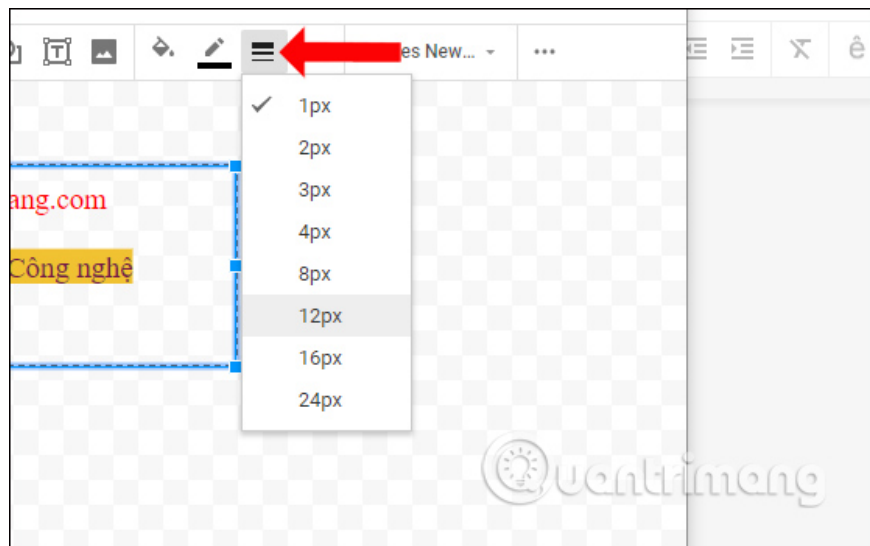 es New...
ê
1px
2px
3px
4px
8px
12px
16px
24px
ang.com
Công nghệ
Quantrimang